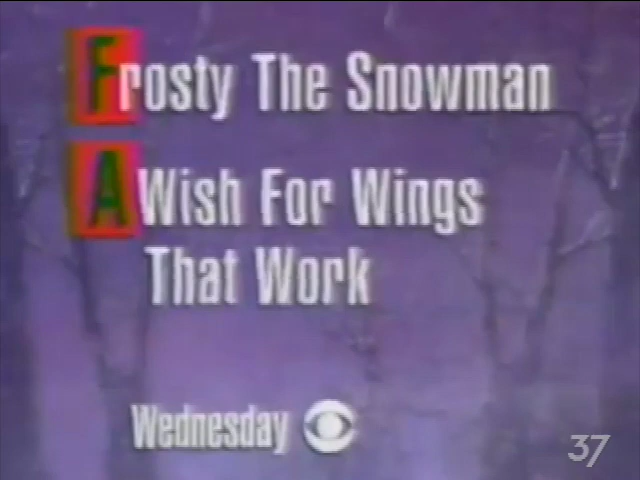 Frosty The Snowman
A Wish For Wings
That Work
Wednesday
37